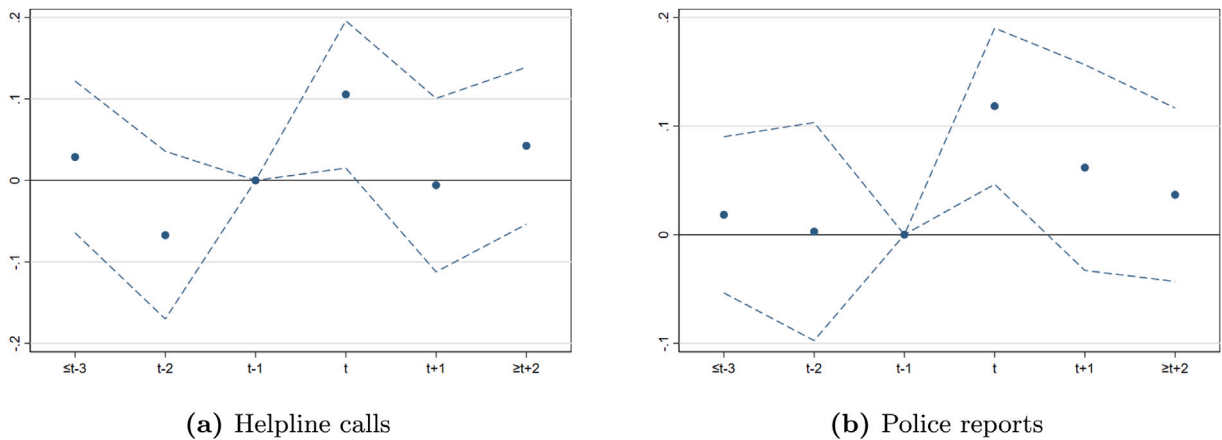 .2
.1
0
-.1
-.2
≤t-3 t-2 t-1 t t+1 ≥t+2
(a) Helpline calls
.2
.1
0
-.1
≤t-3 t-2 t-1 t t+1 ≥t+2
(b) Police reports